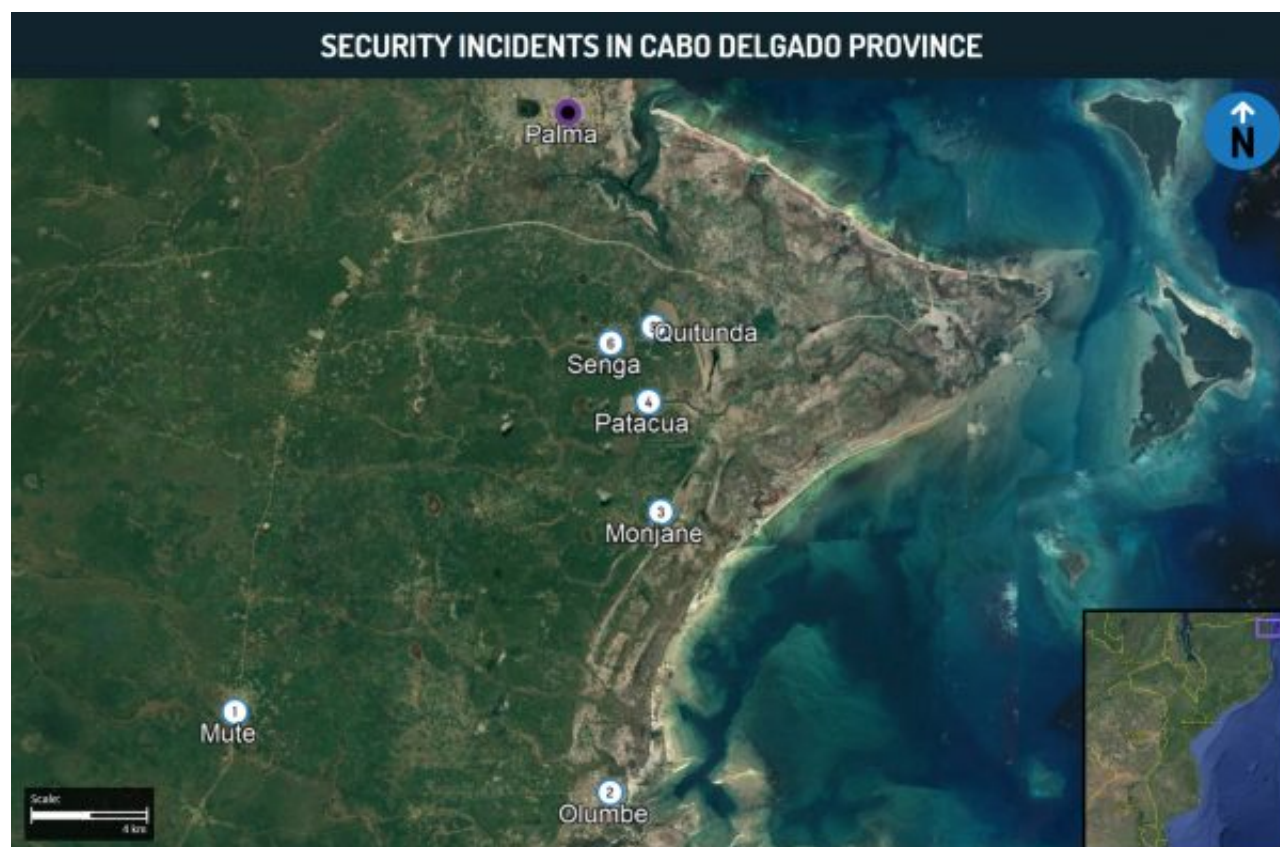 SECURITY INCIDENTS IN CABO DELGADO PROVINCE
N
Palma
5
Quitunda
6
Senga
4
Patacua
3
Monjane
1
Mute
2
Olumbe
Scale:
4 km